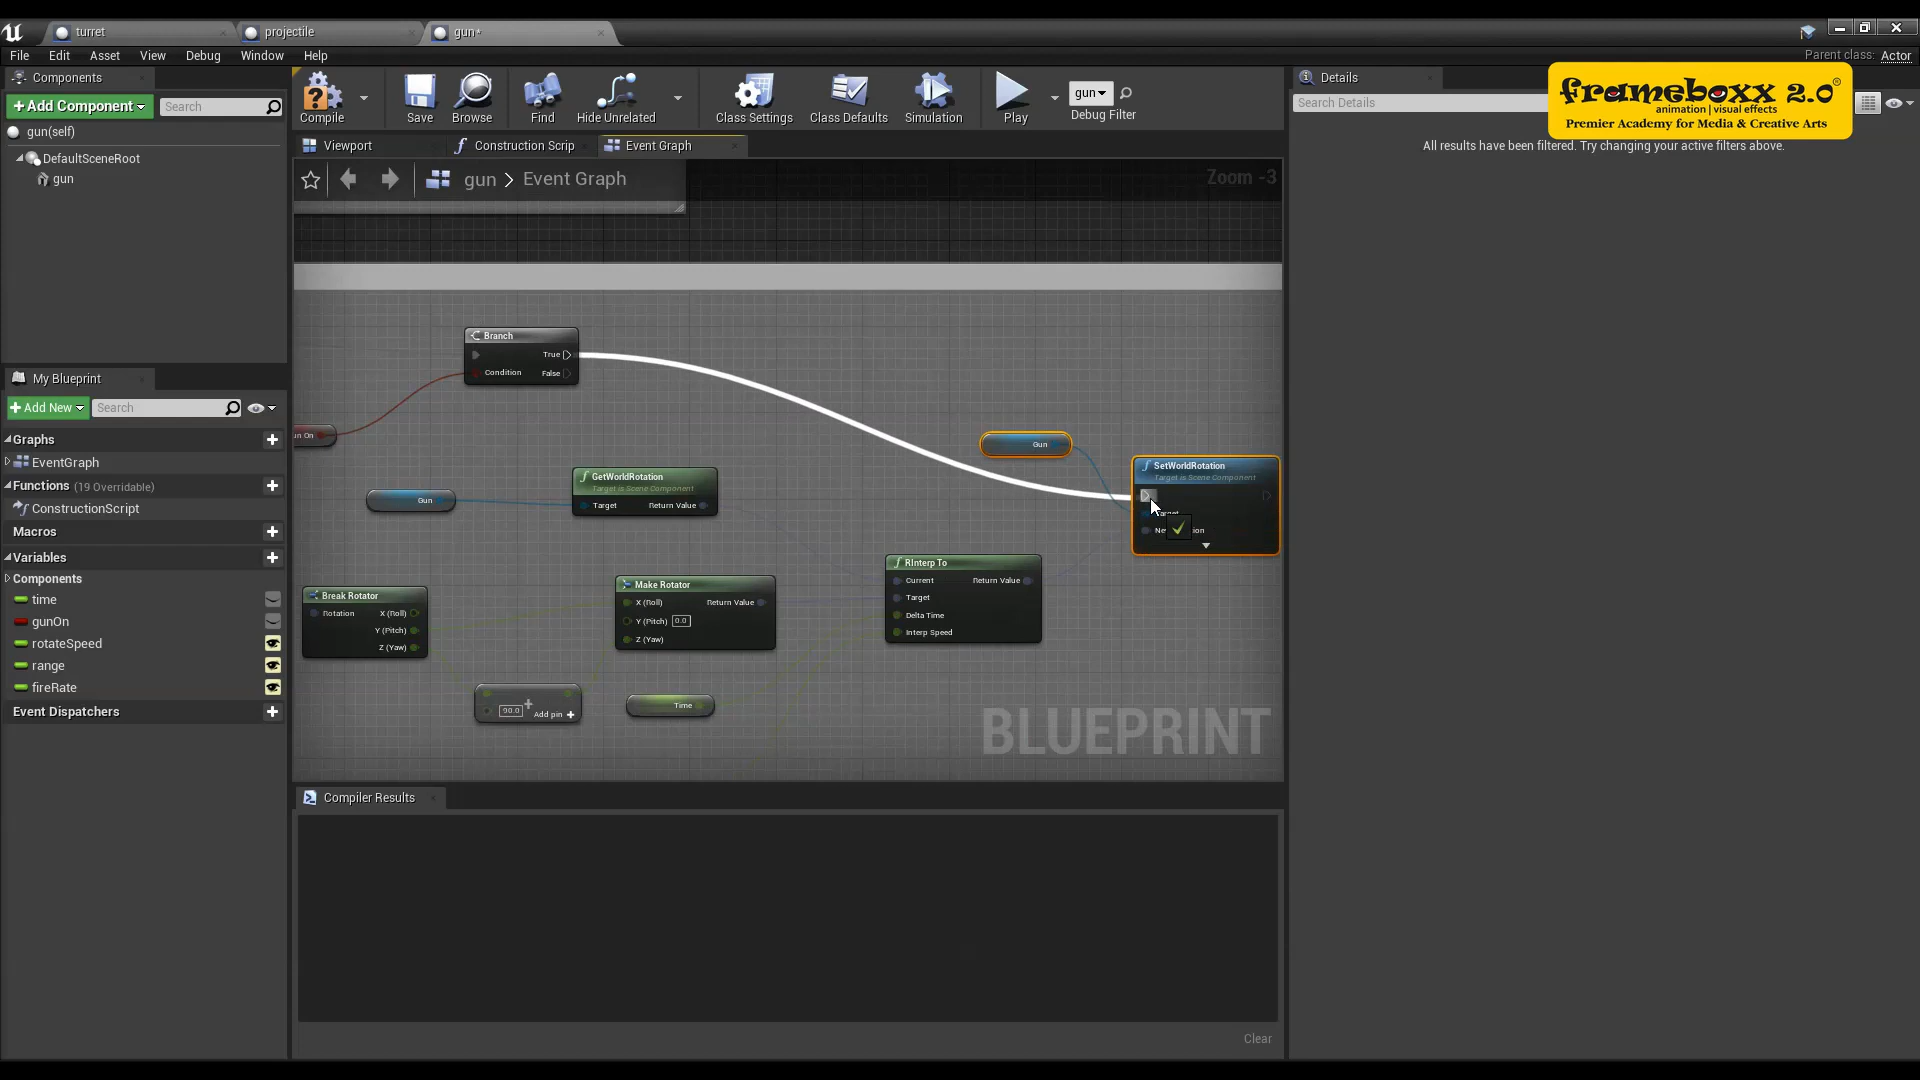 turret
projectile
gun*
File
Edit
Asset
View
Debug
Window
Help
Parent class: Actor
Components
+Add Component
Search
gun(self)
DefaultSceneRoot
gun
Compile
Save
Browse
Find
Hide Unrelated
Class Settings
Class Defaults
Simulation
Play
gun
Debug Filter
Viewport
Construction Scrip
Event Graph
gun > Event Graph
Zoom -3
Branch
True
Condition
False
un On
Gun
GetWorldRotation
Target is Scene Component
Target
Return Value
Gun
SetWorldRotation
Target is Scene Component
Break Rotator
Rotation
X (Roll)
Y (Pitch)
Z (Yaw)
Make Rotator
X (Roll)
Return Value
Y (Pitch) 0.0
Z (Yaw)
RInterp To
Current
Return Value
Target
Delta Time
Interp Speed
90.0
+
Add pin +
Time
BLUEPRINT
My Blueprint
+Add New
Search
Graphs
EventGraph
Functions (19 Overridable)
ConstructionScript
Macros
Variables
Components
time
gunOn
rotateSpeed
range
fireRate
Event Dispatchers
Compiler Results
Clear
Details
Search Details
All results have been filtered. Try changing your active filters above.
frameboxx 2.0®
animation | visual effects
Premier Academy for Media & Creative Arts